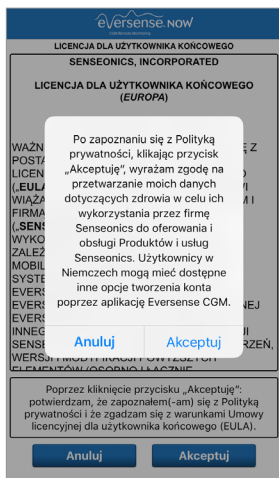 eversense NOW
LICENCJA DLA UŻYTKOWNIKA KOŃCOWEGO
SENSEONICS, INCORPORATED
LICENCJA DLA UŻYTKOWNIKA KOŃCOWEGO
(EUROPA)
Po zapoznaniu się z Polityką
prywatności, klikając przycisk
„Akceptuję”, wyrażam zgodę na
przetwarzanie moich danych
dotyczących zdrowia w celu ich
wykorzystania przez firmę
Senseonics do oferowania i
obsługi Produktów i usług
Senseonics. Użytkownicy w
Niemczech mogą mieć dostępne
inne opcje tworzenia konta
poprzez aplikację Eversense CGM.
Anuluj Akceptuj
Poprzez kliknięcie przycisku „Akceptuję”:
potwierdzam, że zapoznałem(-am) się z Polityką
prywatności i że zgadzam się z warunkami Umowy
licencyjnej dla użytkownika końcowego (EULA).
Anuluj Akceptuj